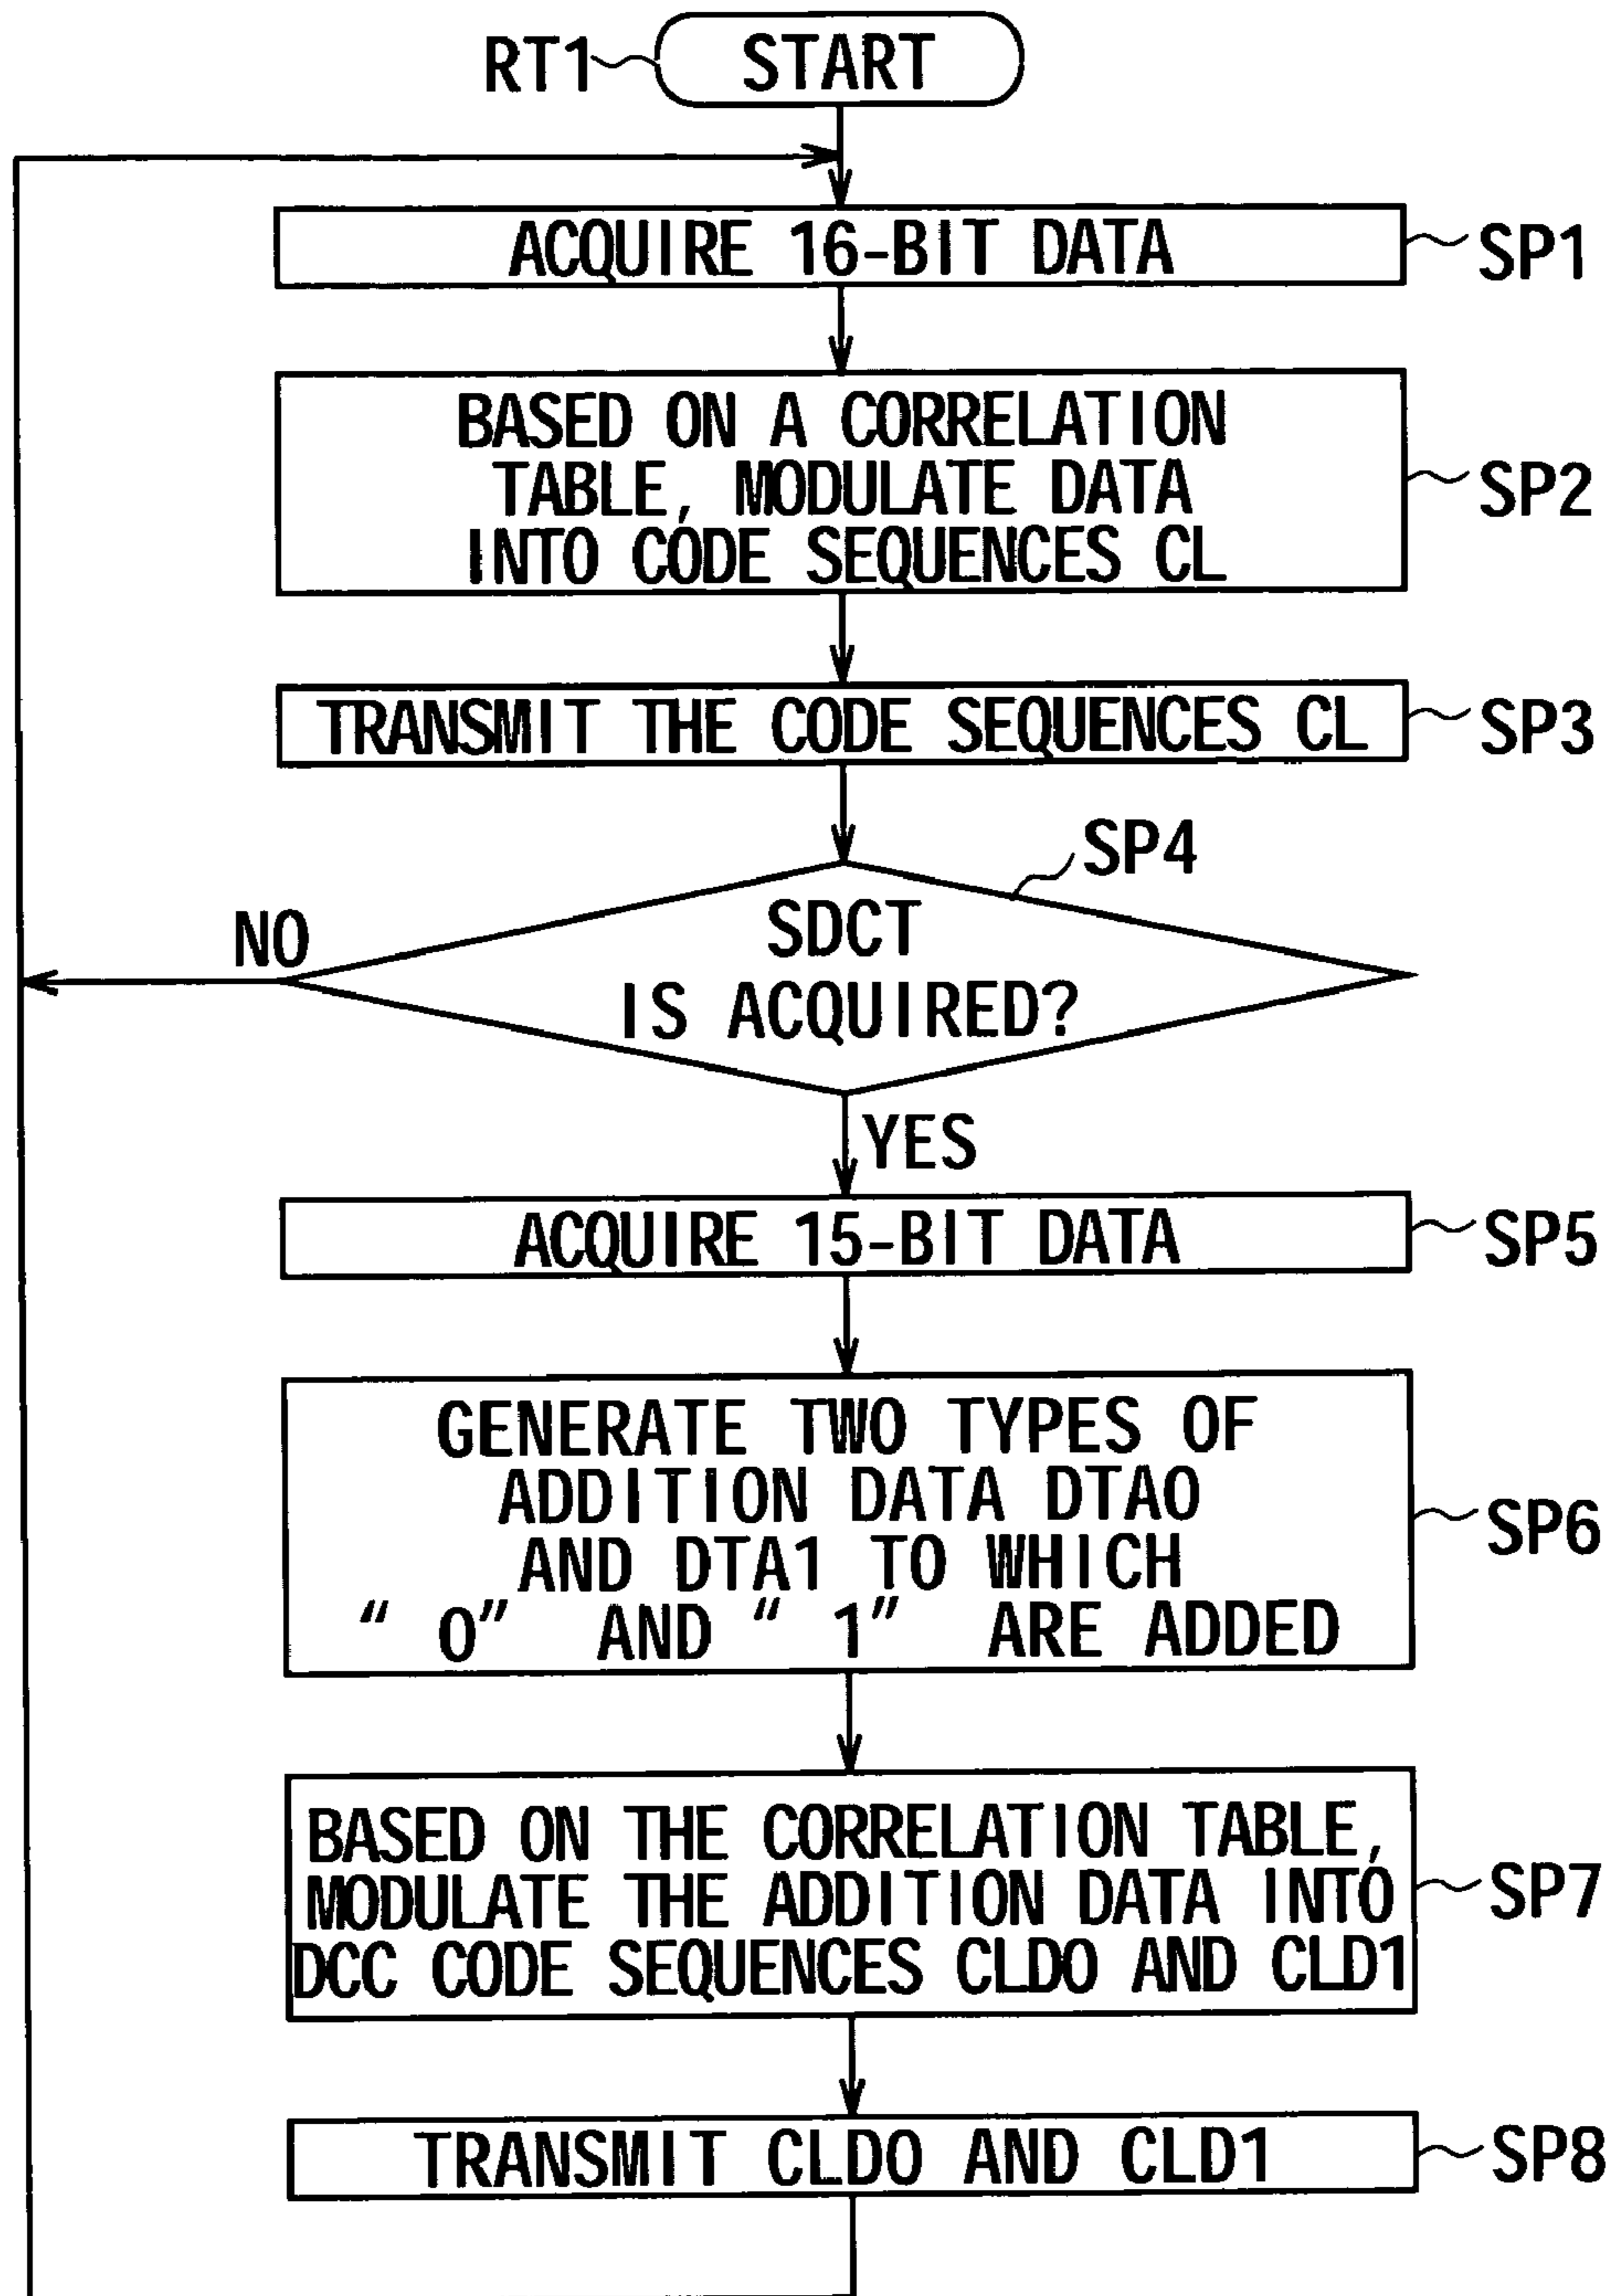 RT1
START
ACQUIRE 16-BIT DATA
SP1
BASED ON A CORRELATION
TABLE, MODULATE DATA
INTO CODE SEQUENCES CL
SP2
TRANSMIT THE CODE SEQUENCES CL
SP3
SP4
SDCT
IS ACQUIRED?
NO
YES
ACQUIRE 15-BIT DATA
SP5
GENERATE TWO TYPES OF
ADDITION DATA DTA0
AND DTA1 TO WHICH
“ 0” AND “ 1” ARE ADDED
SP6
BASED ON THE CORRELATION TABLE,
MODULATE THE ADDITION DATA INTO
DCC CODE SEQUENCES CLD0 AND CLD1
SP7
TRANSMIT CLD0 AND CLD1
SP8